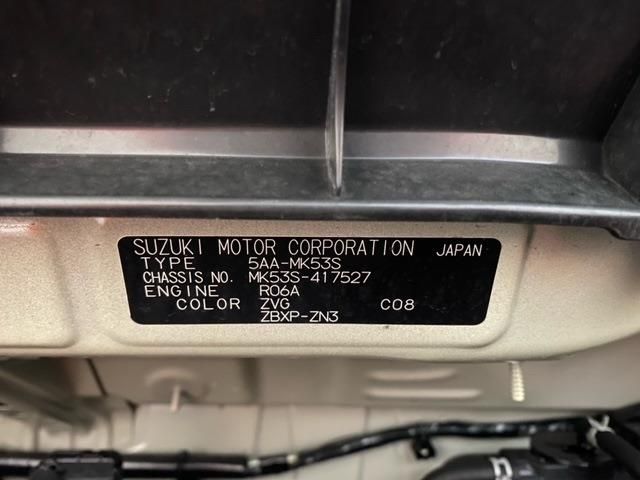 SUZUKI MOTOR CORPORATION JAPAN
TYPE 5AA-MK53S
CHASSIS NO. MK53S-417527
ENGINE R06A
COLOR ZVG C08
ZBXP-ZN3